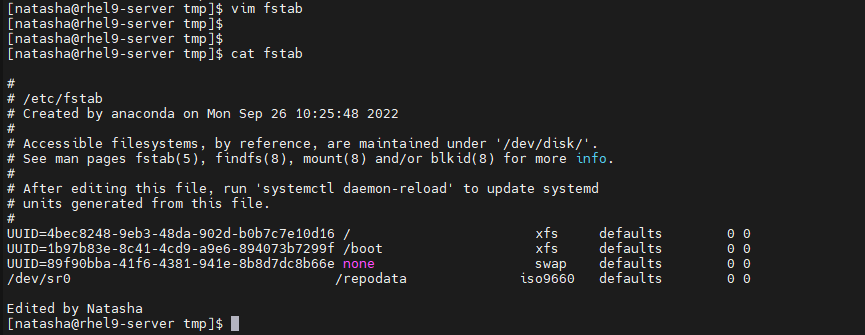 [natasha@rhel9-server tmp]$ vim fstab
[natasha@rhel9-server tmp]$
[natasha@rhel9-server tmp]$
[natasha@rhel9-server tmp]$ cat fstab
#
# /etc/fstab
# Created by anaconda on Mon Sep 26 10:25:48 2022
#
# Accessible filesystems, by reference, are maintained under '/dev/disk/'.
# See man pages fstab(5), findfs(8), mount(8) and/or blkid(8) for more info.
#
# After editing this file, run 'systemctl daemon-reload' to update systemd
# units generated from this file.
#
UUID=4bec8248-9eb3-48da-902d-b0b7c7e10d16 / xfs defaults 0 0
UUID=1b97b83e-8c41-4cd9-a9e6-894073b7299f /boot xfs defaults 0 0
UUID=89f90bba-41f6-4381-941e-8b8d7dc8b66e none swap defaults 0 0
/dev/sr0 /repodata iso9660 defaults 0 0
Edited by Natasha
[natasha@rhel9-server tmp]$